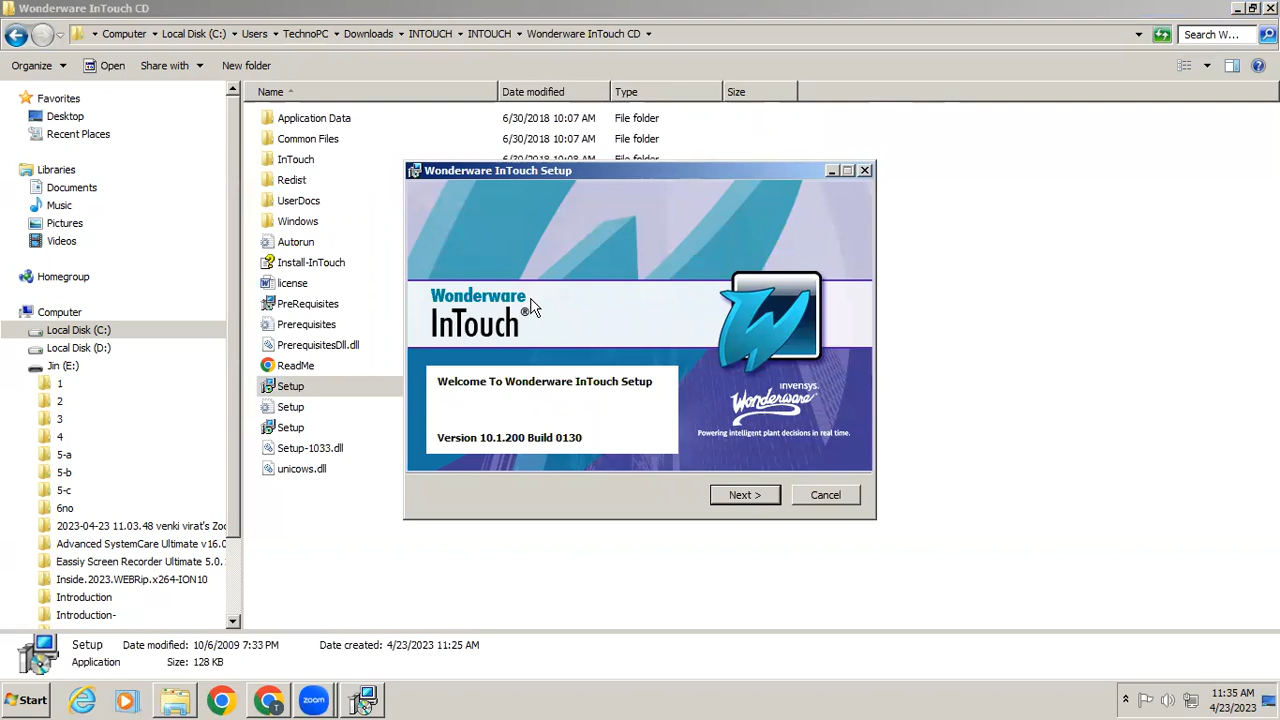 Wonderware InTouch CD
Computer Local Disk (C:) Users TechnoPC Downloads INTOUCH INTOUCH Wonderware InTouch CD Search W...
Organize Open Share with New folder
Name Date modified Type Size
Favorites
Desktop
Recent Places
Libraries
Documents
Music
Pictures
Videos
Homegroup
Computer
Local Disk (C:)
Local Disk (D:)
Jin (E:)
1
2
3
4
5-a
5-b
5-c
6no
2023-04-23 11.03.48 venki virat's Zoo
Advanced SystemCare Ultimate v16.0
Eassiy Screen Recorder Ultimate 5.0.
Inside.2023.WEBRip.x264-ION10
Introduction
Introduction-
Application Data 6/30/2018 10:07 AM File folder
Common Files 6/30/2018 10:07 AM File folder
InTouch 6/30/2018 10:08 AM File folder
Redist
UserDocs
Windows
Autorun
Install-InTouch
license
PreRequisites
Prerequisites
PrerequisitesDll.dll
ReadMe
Setup
Setup
Setup
Setup-1033.dll
unicows.dll
Wonderware InTouch Setup
Wonderware
InTouch®
Welcome To Wonderware InTouch Setup
Version 10.1.200 Build 0130
invensys.
Wonderware
Powering intelligent plant decisions in real time.
Next > Cancel
Setup Date modified: 10/6/2009 7:33 PM Date created: 4/23/2023 11:25 AM
Application Size: 128 KB
Start zoom T 11:35 AM
4/23/2023